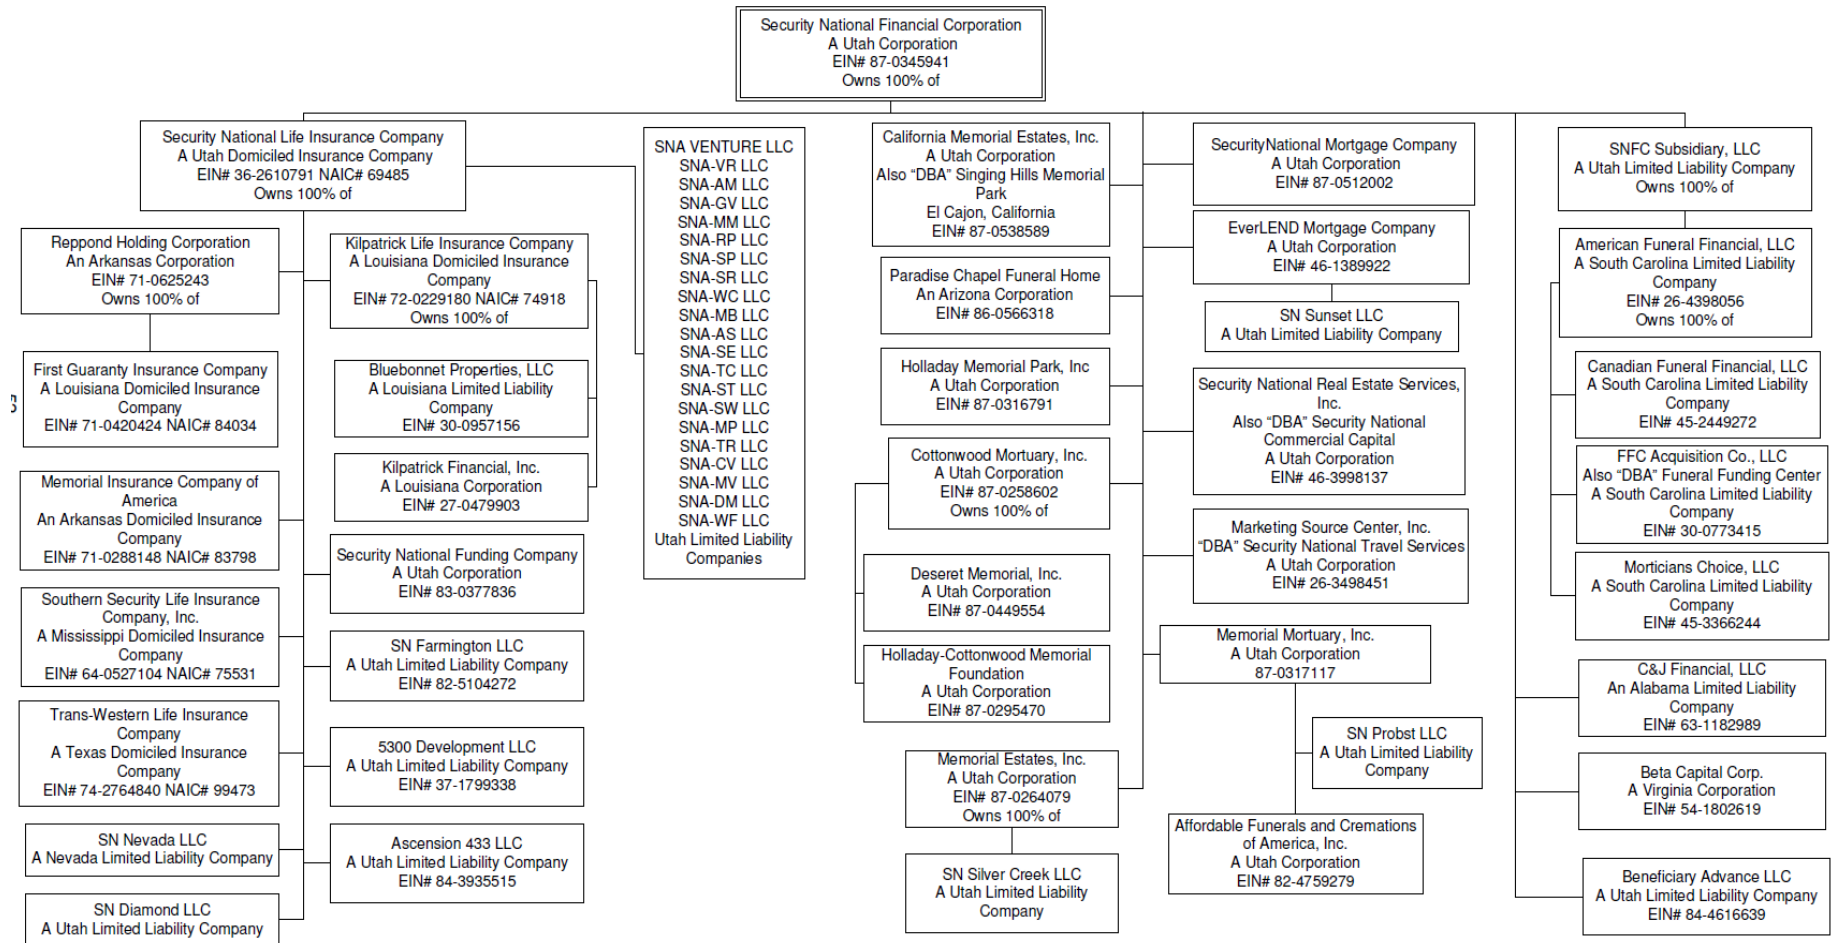 Security National Financial Corporation
A Utah Corporation
EIN# 87-0345941
Owns 100% of
Security National Life Insurance Company
A Utah Domiciled Insurance Company
EIN# 36-2610791 NAIC# 69485
Owns 100% of
Reppond Holding Corporation
An Arkansas Corporation
EIN# 71-0625243
Owns 100% of
First Guaranty Insurance Company
A Louisiana Domiciled Insurance
Company
EIN# 71-0420424 NAIC# 84034
Memorial Insurance Company of
America
An Arkansas Domiciled Insurance
Company
EIN# 71-0288148 NAIC# 83798
Southern Security Life Insurance
Company, Inc.
A Mississippi Domiciled Insurance
Company
EIN# 64-0527104 NAIC# 75531
Trans-Western Life Insurance
Company
A Texas Domiciled Insurance
Company
EIN# 74-2764840 NAIC# 99473
SN Nevada LLC
A Nevada Limited Liability Company
SN Diamond LLC
A Utah Limited Liability Company
Kilpatrick Life Insurance Company
A Louisiana Domiciled Insurance
Company
EIN# 72-0229180 NAIC# 74918
Owns 100% of
Bluebonnet Properties, LLC
A Louisiana Limited Liability
Company
EIN# 30-0957156
Kilpatrick Financial, Inc.
A Louisiana Corporation
EIN# 27-0479903
Security National Funding Company
A Utah Corporation
EIN# 83-0377836
SN Farmington LLC
A Utah Limited Liability Company
EIN# 82-5104272
5300 Development LLC
A Utah Limited Liability Company
EIN# 37-1799338
Ascension 433 LLC
A Utah Limited Liability Company
EIN# 84-3935515
SNA VENTURE LLC
SNA-VR LLC
SNA-AM LLC
SNA-GV LLC
SNA-MM LLC
SNA-RP LLC
SNA-SP LLC
SNA-SR LLC
SNA-WC LLC
SNA-MB LLC
SNA-AS LLC
SNA-SE LLC
SNA-TC LLC
SNA-ST LLC
SNA-SW LLC
SNA-MP LLC
SNA-TR LLC
SNA-CV LLC
SNA-MV LLC
SNA-DM LLC
SNA-WF LLC
Utah Limited Liability
Companies
California Memorial Estates, Inc.
A Utah Corporation
Also “DBA” Singing Hills Memorial
Park
El Cajon, California
EIN# 87-0538589
Paradise Chapel Funeral Home
An Arizona Corporation
EIN# 86-0566318
Holladay Memorial Park, Inc
A Utah Corporation
EIN# 87-0316791
Cottonwood Mortuary, Inc.
A Utah Corporation
EIN# 87-0258602
Owns 100% of
Deseret Memorial, Inc.
A Utah Corporation
EIN# 87-0449554
Holladay-Cottonwood Memorial
Foundation
A Utah Corporation
EIN# 87-0295470
Memorial Estates, Inc.
A Utah Corporation
EIN# 87-0264079
Owns 100% of
SN Silver Creek LLC
A Utah Limited Liability
Company
SecurityNational Mortgage Company
A Utah Corporation
EIN# 87-0512002
EverLEND Mortgage Company
A Utah Corporation
EIN# 46-1389922
SN Sunset LLC
A Utah Limited Liability Company
Security National Real Estate Services,
Inc.
Also “DBA” Security National
Commercial Capital
A Utah Corporation
EIN# 46-3998137
Marketing Source Center, Inc.
“DBA” Security National Travel Services
A Utah Corporation
EIN# 26-3498451
Memorial Mortuary, Inc.
A Utah Corporation
87-0317117
SN Probst LLC
A Utah Limited Liability
Company
Affordable Funerals and Cremations
of America, Inc.
A Utah Corporation
EIN# 82-4759279
SNFC Subsidiary, LLC
A Utah Limited Liability Company
Owns 100% of
American Funeral Financial, LLC
A South Carolina Limited Liability
Company
EIN# 26-4398056
Owns 100% of
Canadian Funeral Financial, LLC
A South Carolina Limited Liability
Company
EIN# 45-2449272
FFC Acquisition Co., LLC
Also “DBA” Funeral Funding Center
A South Carolina Limited Liability
Company
EIN# 30-0773415
Morticians Choice, LLC
A South Carolina Limited Liability
Company
EIN# 45-3366244
C&J Financial, LLC
An Alabama Limited Liability
Company
EIN# 63-1182989
Beta Capital Corp.
A Virginia Corporation
EIN# 54-1802619
Beneficiary Advance LLC
A Utah Limited Liability Company
EIN# 84-4616639